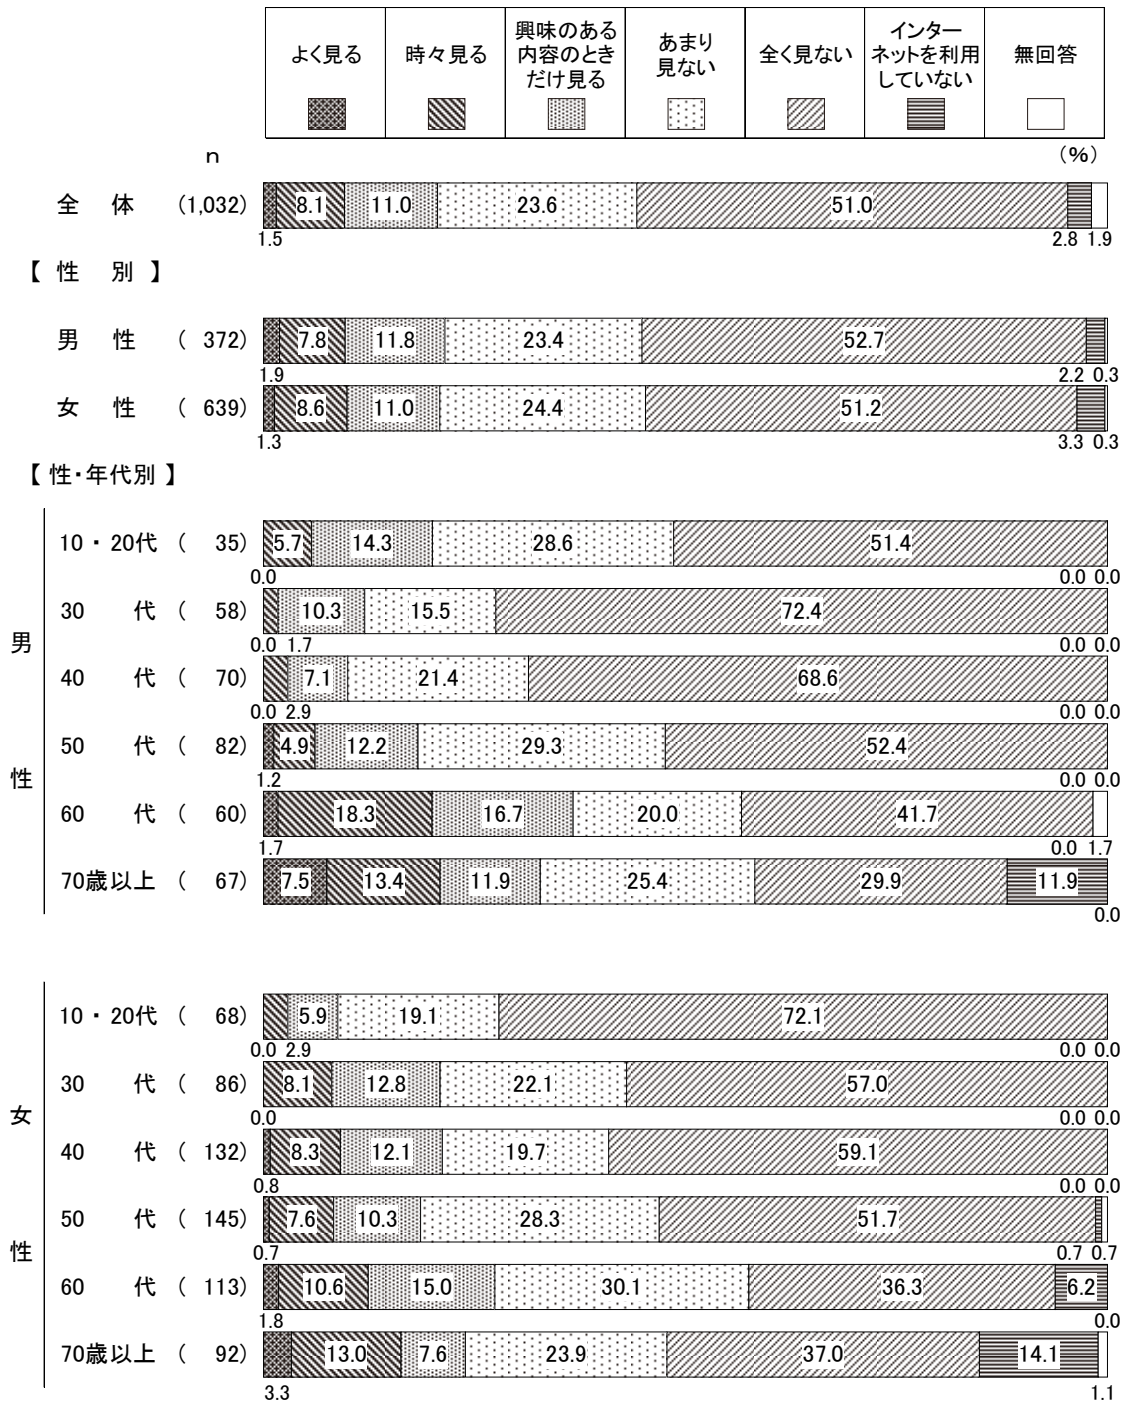 よく見る
時々見る
興味のある
内容のとき
だけ見る
あまり
見ない
全く見ない
インター
ネットを利用
していない
無回答
n
(%)
全 体 (1,032) 8.1 11.0 23.6 51.0
1.5 2.8 1.9
【 性 別 】
男 性 ( 372) 7.8 11.8 23.4 52.7
1.9 2.2 0.3
女 性 ( 639) 8.6 11.0 24.4 51.2
1.3 3.3 0.3
【 性・年代別 】
男性
10・20代 ( 35) 5.7 14.3 28.6 51.4
0.0 0.0 0.0
30 代 ( 58) 10.3 15.5 72.4
0.0 1.7 0.0 0.0
40 代 ( 70) 7.1 21.4 68.6
0.0 2.9 0.0 0.0
50 代 ( 82) 4.9 12.2 29.3 52.4
1.2 0.0 0.0
60 代 ( 60) 18.3 16.7 20.0 41.7
1.7 0.0 1.7
70歳以上 ( 67) 7.5 13.4 11.9 25.4 29.9 11.9
0.0
女性
10・20代 ( 68) 5.9 19.1 72.1
0.0 2.9 0.0 0.0
30 代 ( 86) 8.1 12.8 22.1 57.0
0.0 0.0 0.0
40 代 ( 132) 8.3 12.1 19.7 59.1
0.8 0.0 0.0
50 代 ( 145) 7.6 10.3 28.3 51.7
0.7 0.7 0.7
60 代 ( 113) 10.6 15.0 30.1 36.3 6.2
1.8 0.0
70歳以上 ( 92) 13.0 7.6 23.9 37.0 14.1
3.3 1.1